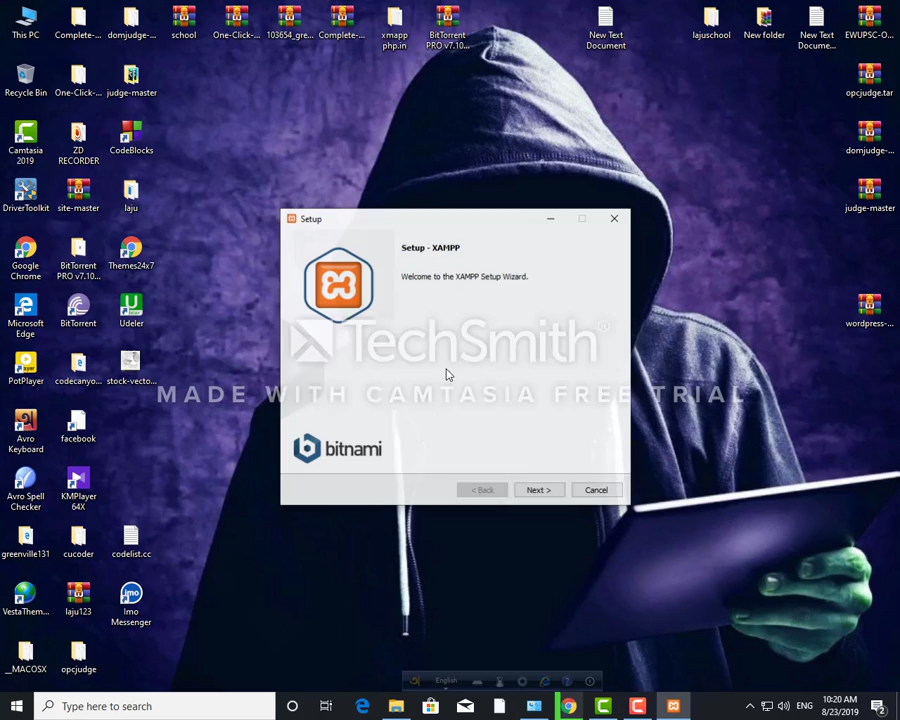 This PC
Complete-...
domjudge-...
school
One-Click-...
103654_gre...
Complete-...
xmapp
php.in
BitTorrent
PRO v7.10...
New Text
Document
lajuschool
New folder
New Text
Docume...
EWUPSC-O...
Recycle Bin
One-Click-...
judge-master
opcjudge.tar
Camtasia
2019
ZD
RECORDER
CodeBlocks
domjudge-...
DriverToolkit
site-master
laju
judge-master
Setup
Setup - XAMPP
Welcome to the XAMPP Setup Wizard.
Google
Chrome
BitTorrent
PRO v7.10...
Themes24x7
Microsoft
Edge
BitTorrent
Udeler
wordpress-...
TechSmith
MADE WITH CAMTASIA FREE TRIAL
PotPlayer
codecanyo...
stock-vecto...
Avro
Keyboard
facebook
bitnami
< Back
Next >
Cancel
Avro Spell
Checker
KMPlayer
64X
greenville131
cucoder
codelist.cc
VestaThem...
laju123
imo
Imo
Messenger
__MACOSX
opcjudge
English
Type here to search
ENG
10:20 AM
8/23/2019
2